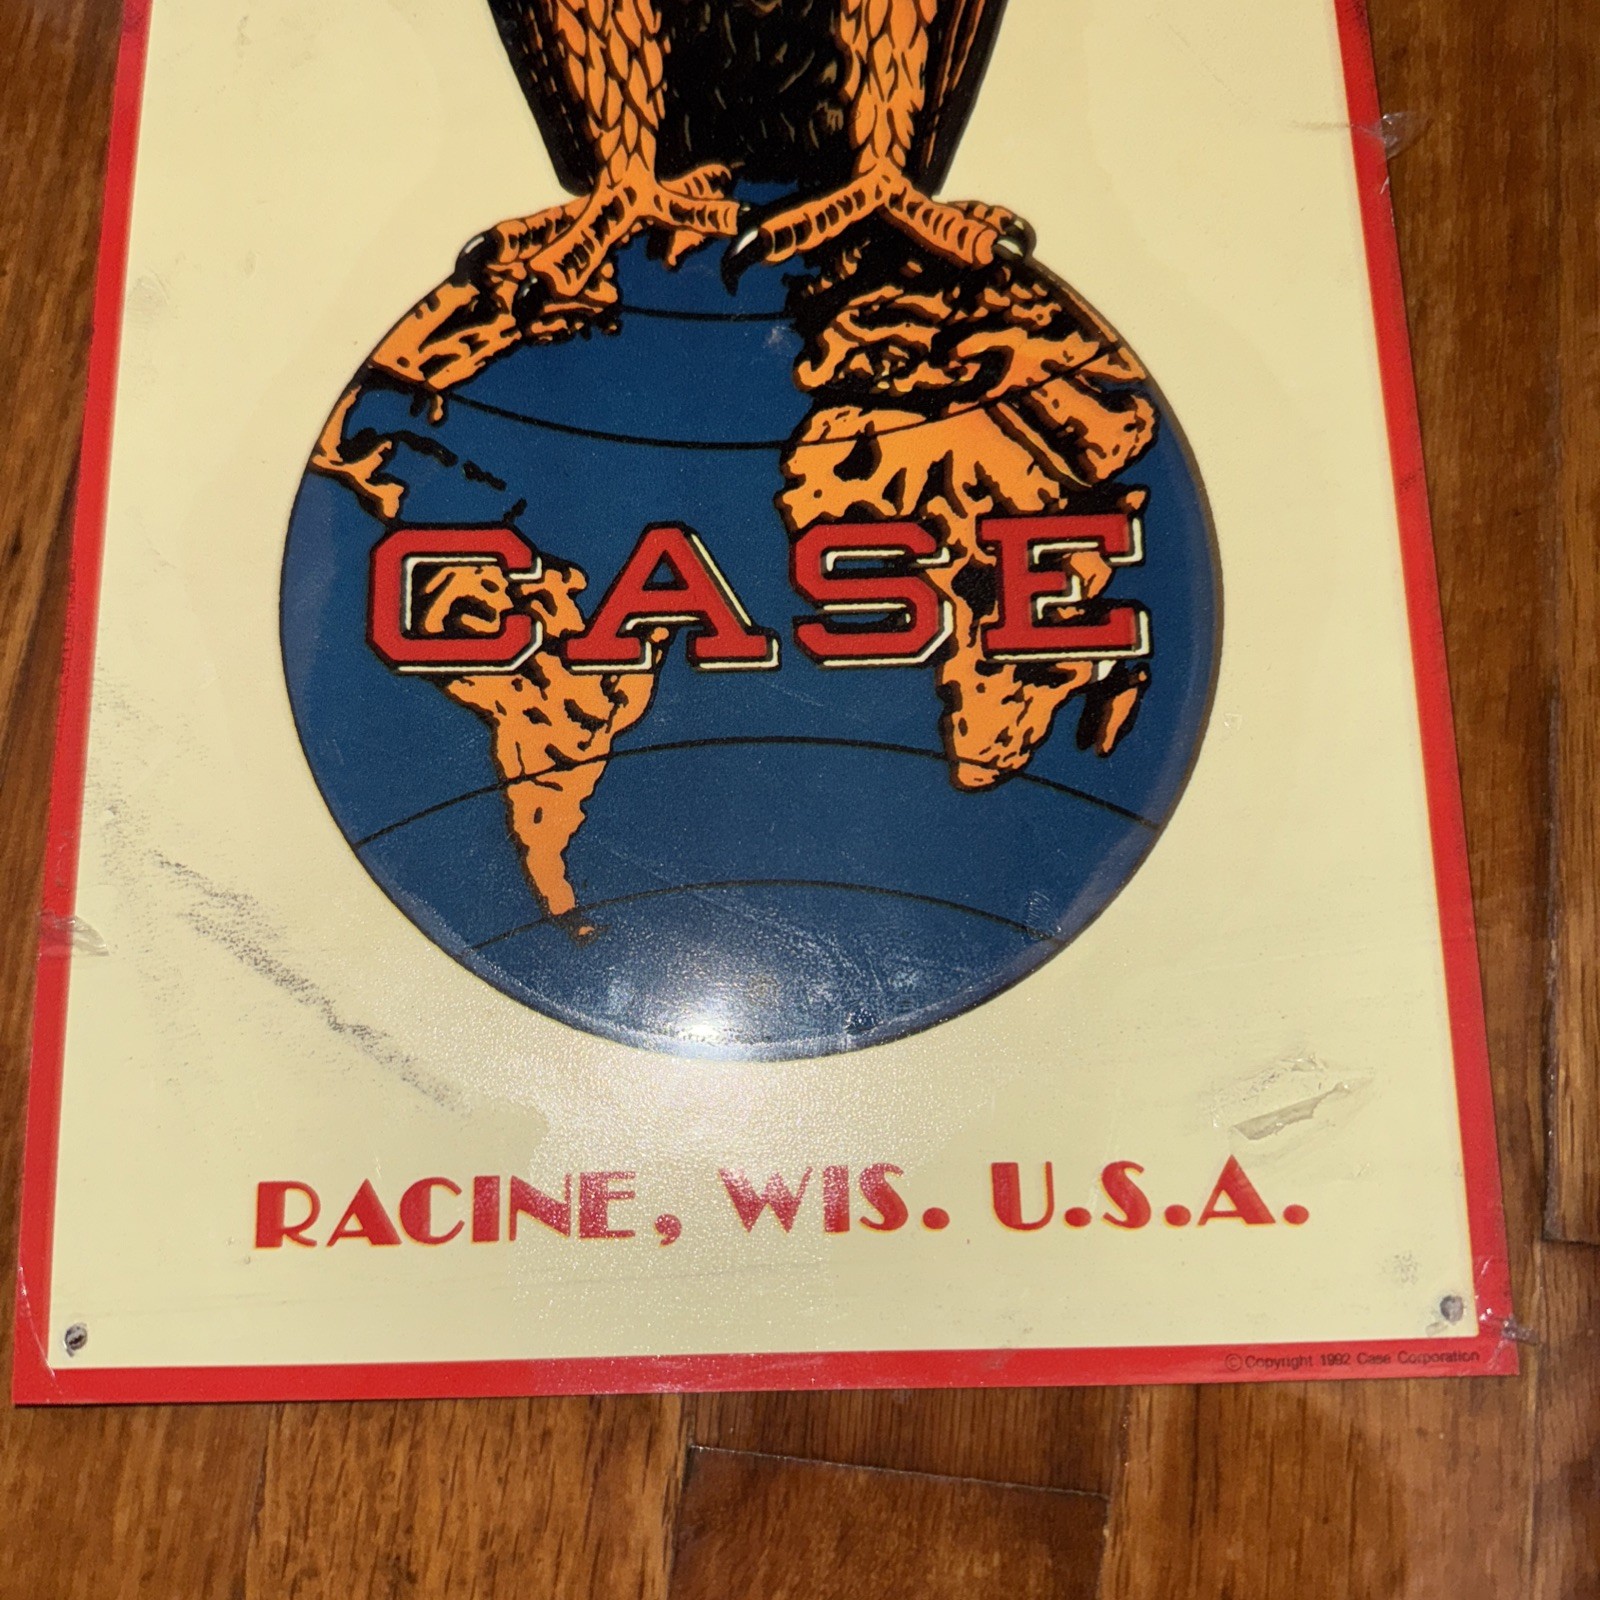 CASE
RACINE, WIS. U.S.A.
©Copyright 1992 Case Corporation